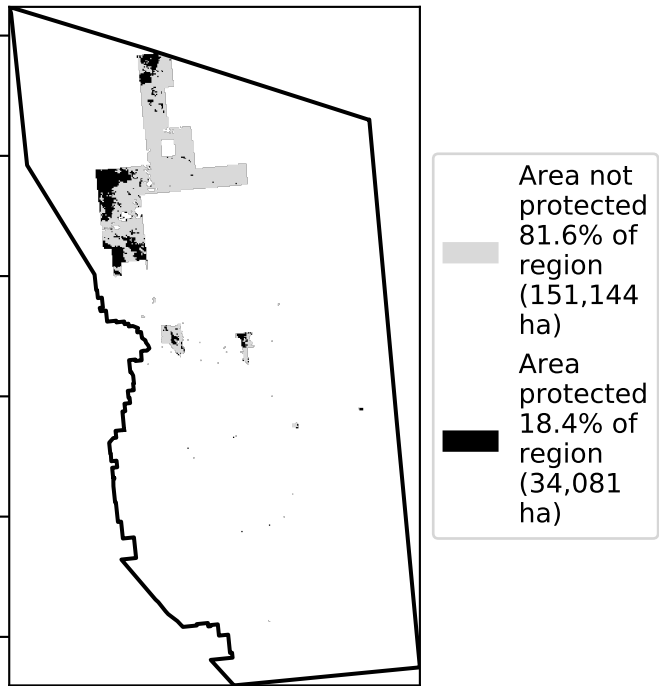 Area not
protected
81.6% of
region
(151,144
ha)
Area
protected
18.4% of
region
(34,081
ha)